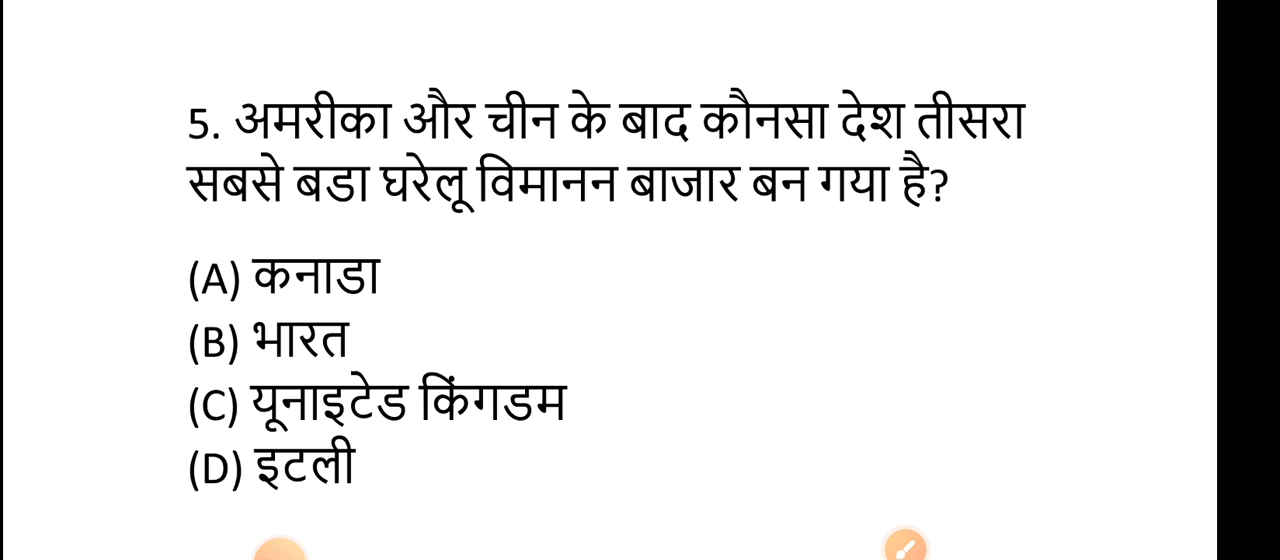 5. अमरीका और चीन के बाद कौनसा देश तीसरा
सबसे बडा घरेलू विमानन बाजार बन गया है?
(A) कनाडा
(B) भारत
(C) यूनाइटेड किंगडम
(D) इटली